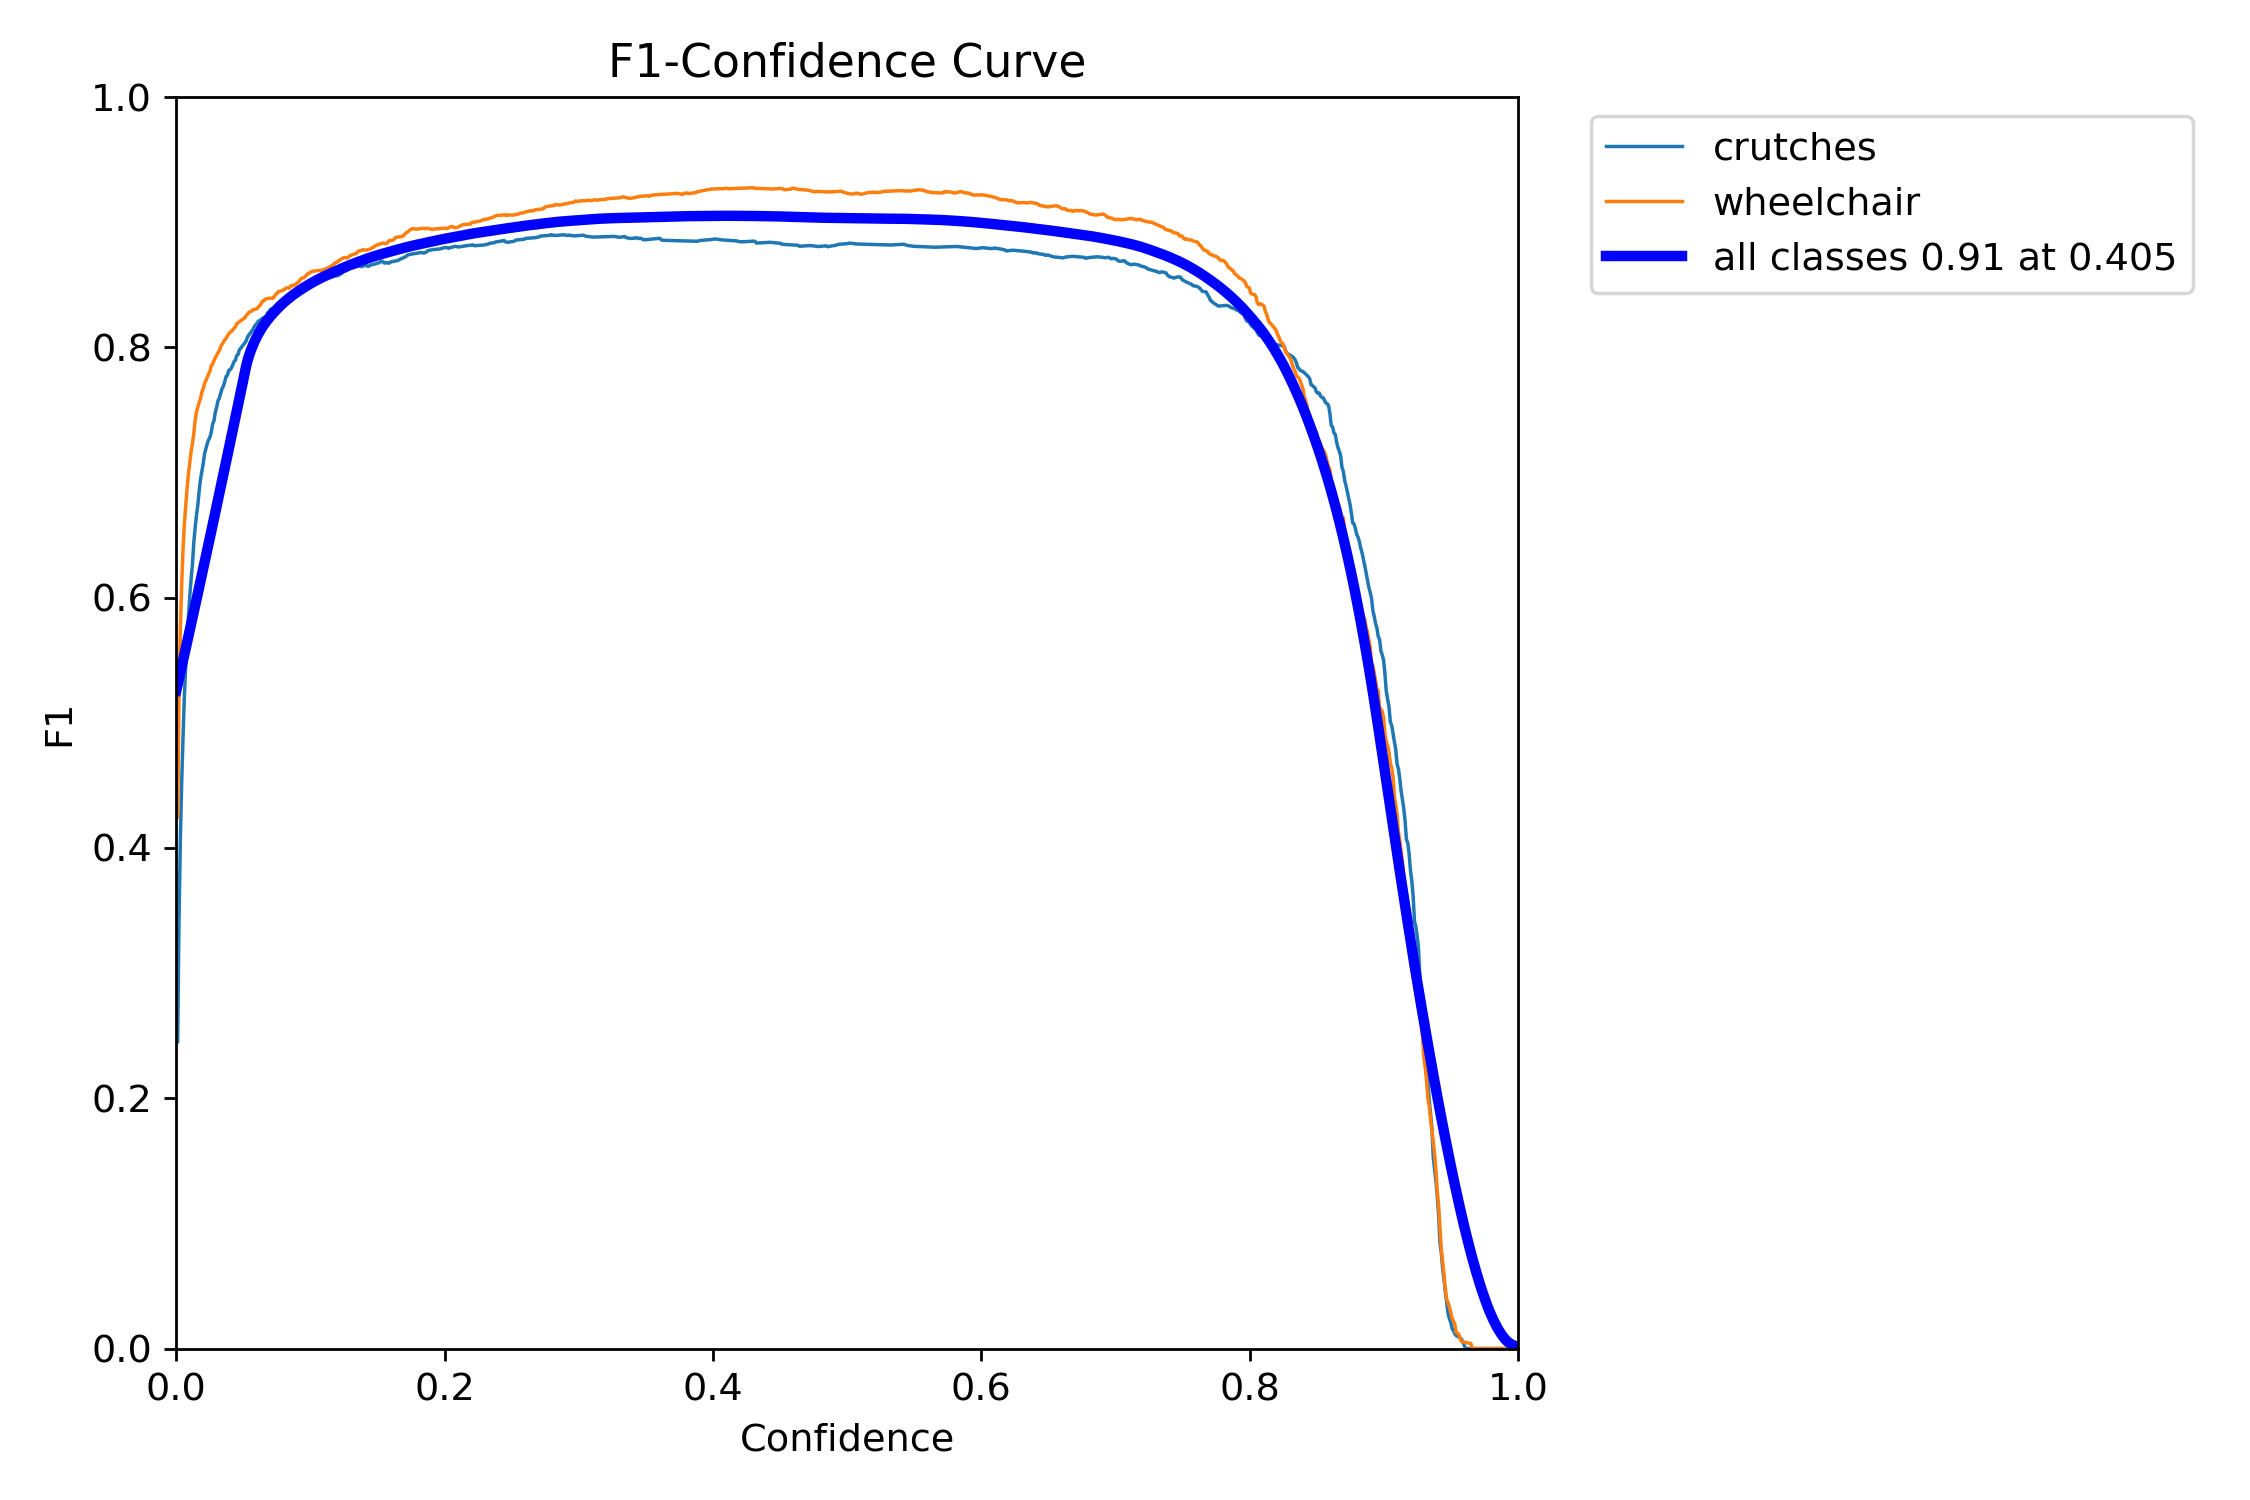 F1-Confidence Curve
1.0
0.8
0.6
0.4
0.2
0.0
F1
0.0 0.2 0.4 0.6 0.8 1.0
Confidence
crutches
wheelchair
all classes 0.91 at 0.405